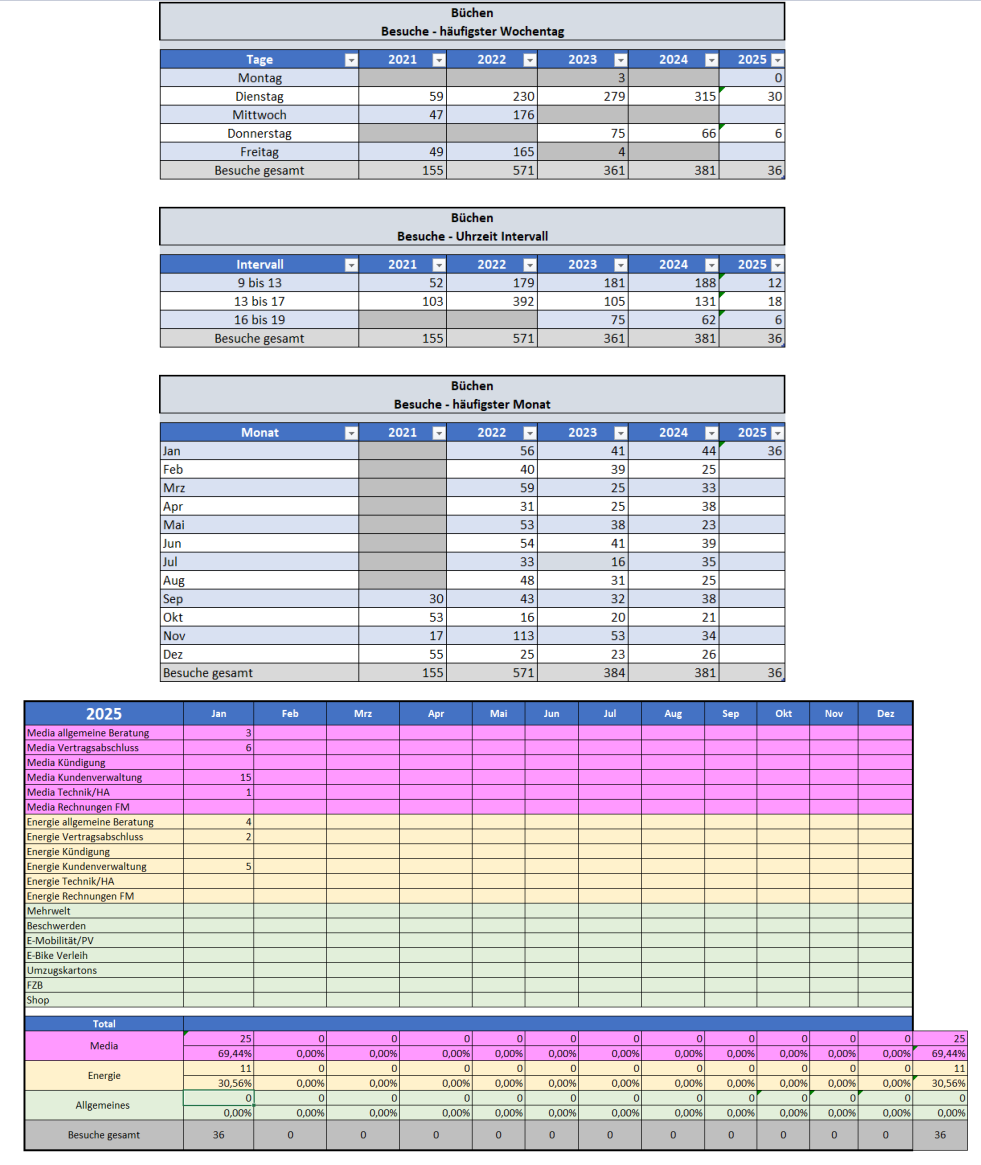 Büchen
Besuche - häufigster Wochentag
Tage 2021 2022 2023 2024 2025
Montag 3 0
Dienstag 59 230 279 315 30
Mittwoch 47 176
Donnerstag 75 66 6
Freitag 49 165 4
Besuche gesamt 155 571 361 381 36
Büchen
Besuche - Uhrzeit Intervall
Intervall 2021 2022 2023 2024 2025
9 bis 13 52 179 181 188 12
13 bis 17 103 392 105 131 18
16 bis 19 75 62 6
Besuche gesamt 155 571 361 381 36
Büchen
Besuche - häufigster Monat
Monat 2021 2022 2023 2024 2025
Jan 56 41 44 36
Feb 40 39 25
Mrz 59 25 33
Apr 31 25 38
Mai 53 38 23
Jun 54 41 39
Jul 33 16 35
Aug 48 31 25
Sep 30 43 32 38
Okt 53 16 20 21
Nov 17 113 53 34
Dez 55 25 23 26
Besuche gesamt 155 571 384 381 36
2025 Jan Feb Mrz Apr Mai Jun Jul Aug Sep Okt Nov Dez
Media allgemeine Beratung 3
Media Vertragsabschluss 6
Media Kündigung
Media Kundenverwaltung 15
Media Technik/HA 1
Media Rechnungen FM
Energie allgemeine Beratung 4
Energie Vertragsabschluss 2
Energie Kündigung
Energie Kundenverwaltung 5
Energie Technik/HA
Energie Rechnungen FM
Mehrwelt
Beschwerden
E-Mobilität/PV
E-Bike Verleih
Umzugskartons
FZB
Shop
Total
Media
25 0 0 0 0 0 0 0 0 0 0 0 25
69,44% 0,00% 0,00% 0,00% 0,00% 0,00% 0,00% 0,00% 0,00% 0,00% 0,00% 0,00% 69,44%
Energie
11 0 0 0 0 0 0 0 0 0 0 0 11
30,56% 0,00% 0,00% 0,00% 0,00% 0,00% 0,00% 0,00% 0,00% 0,00% 0,00% 0,00% 30,56%
Allgemeines
0 0 0 0 0 0 0 0 0 0 0 0 0
0,00% 0,00% 0,00% 0,00% 0,00% 0,00% 0,00% 0,00% 0,00% 0,00% 0,00% 0,00% 0,00%
Besuche gesamt 36 0 0 0 0 0 0 0 0 0 0 0 36